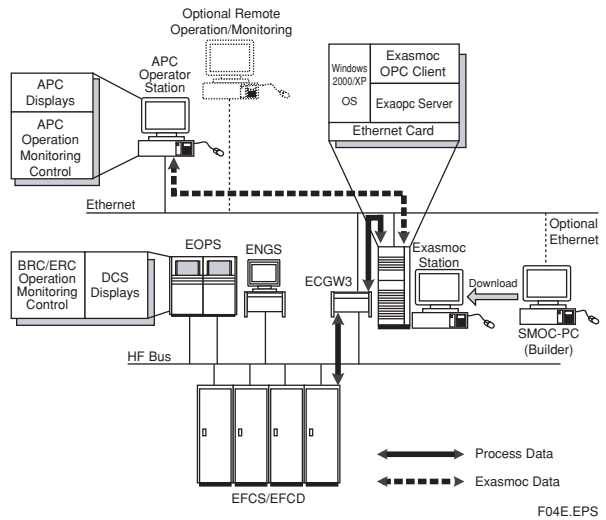 Optional Remote
Operation/Monitoring
APC
Operator
Station
APC
Displays
APC
Operation
Monitoring
Control
Windows
2000/XP
OS
Exasmoc
OPC Client
Exaopc Server
Ethernet Card
Ethernet
Optional
Ethernet
BRC/ERC
Operation
Monitoring
Control
DCS
Displays
EOPS
ENGS
ECGW3
Exasmoc
Station
Download
SMOC-PC
(Builder)
HF Bus
EFCS/EFCD
Process Data
Exasmoc Data
F04E.EPS